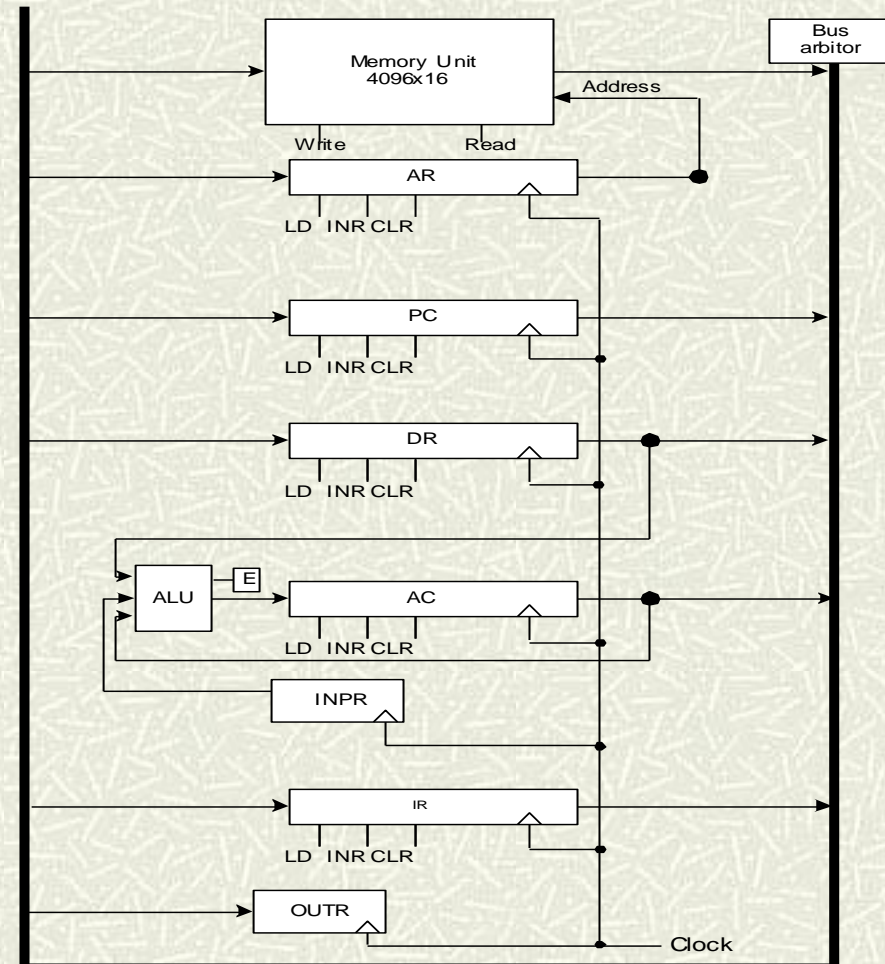 Bus
arbitor
Memory Unit
4096x16
Address
Write Read
AR
LD INR CLR
PC
LD INR CLR
DR
LD INR CLR
E
ALU
AC
LD INR CLR
INPR
IR
LD INR CLR
OUTR
Clock